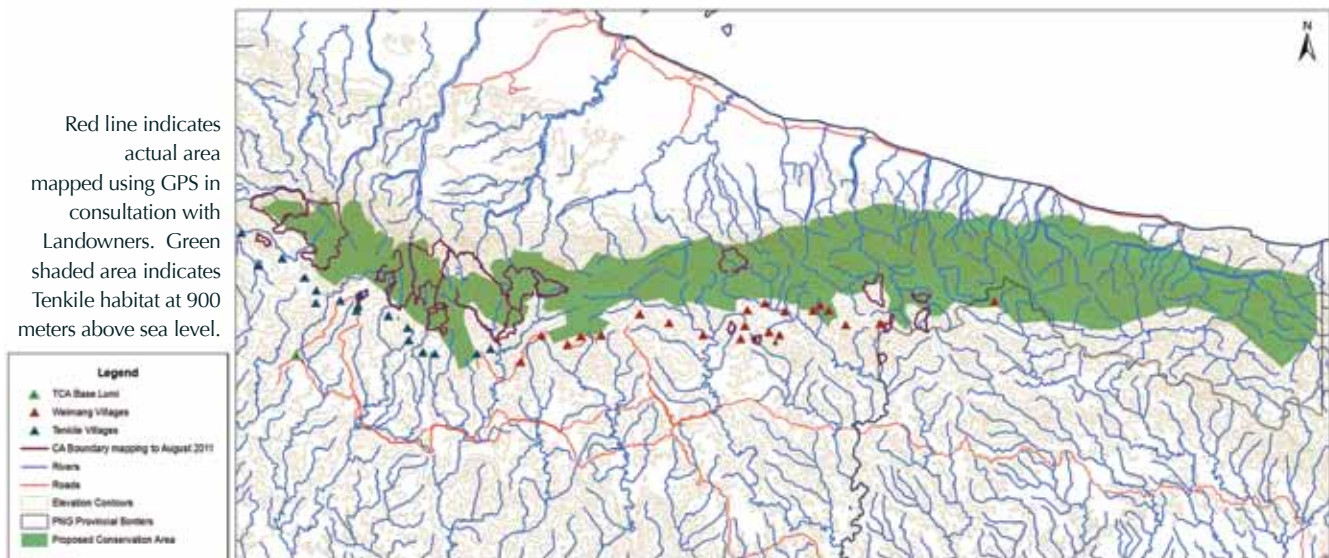 Red line indicates
actual area
mapped using GPS in
consultation with
Landowners. Green
shaded area indicates
Tenkile habitat at 900
meters above sea level.
N
Legend
TCA Base Lumi
Weimang Villages
Tenkile Villages
CA Boundary mapping to August 2011
Rivers
Roads
Elevation Contours
PNG Provincial Borders
Proposed Conservation Area